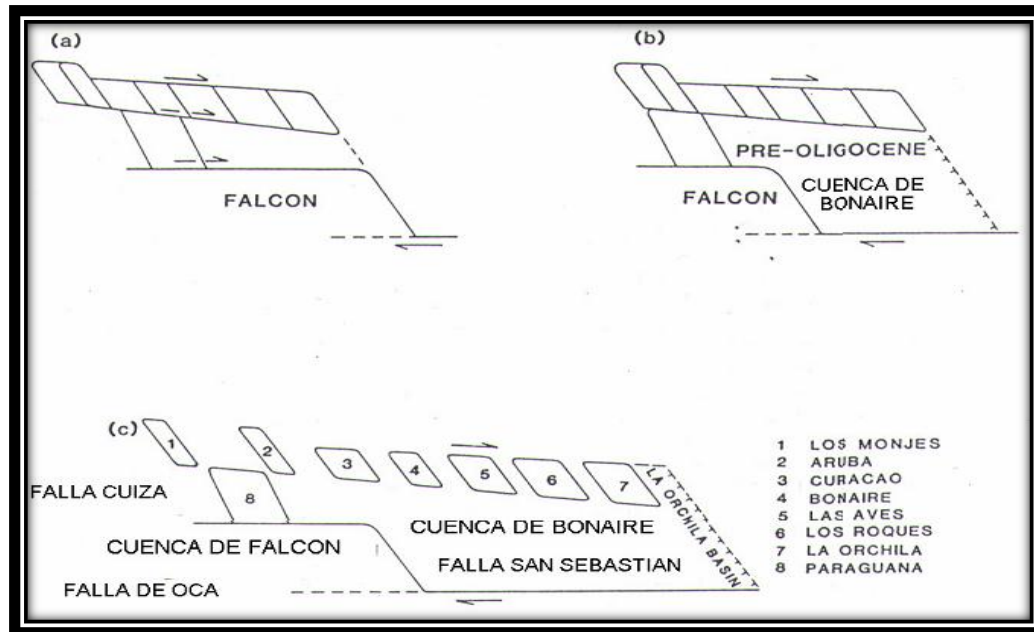 (a)
FALCON
(b)
PRE-OLIGOCENE
CUENCA DE
BONAIRE
FALCON
(c)
1
2
3
4
5
6
7
8
FALLA CUIZA
CUENCA DE BONAIRE
CUENCA DE FALCON
FALLA SAN SEBASTIAN
FALLA DE OCA
LA ORCHILA BASIN
1 LOS MONJES
2 ARUBA
3 CURACAO
4 BONAIRE
5 LAS AVES
6 LOS ROQUES
7 LA ORCHILA
8 PARAGUANA